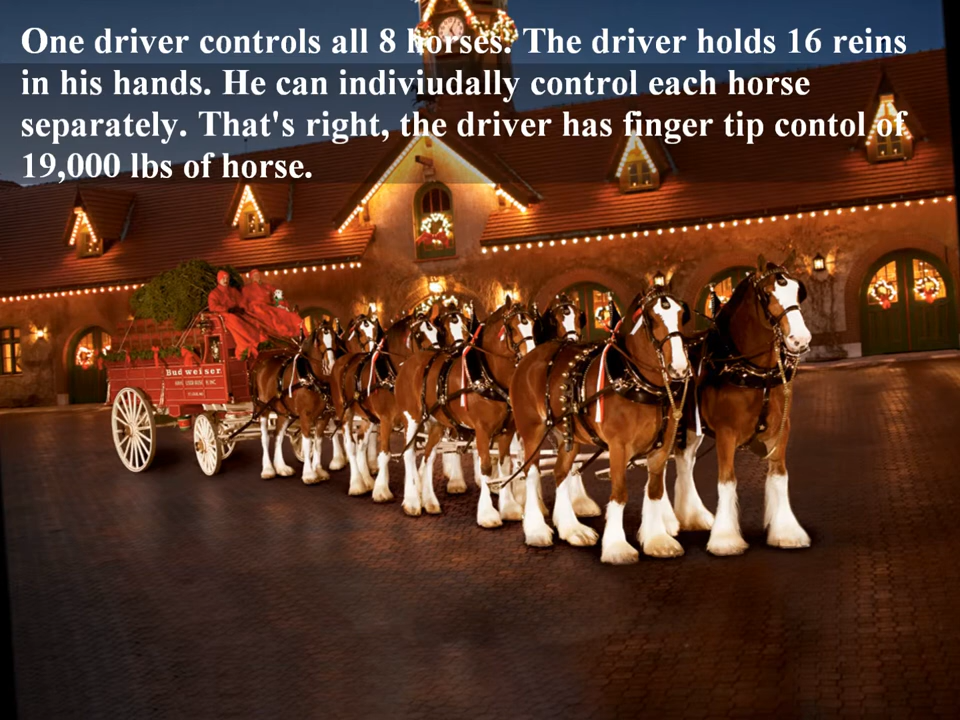 One driver controls all 8 horses. The driver holds 16 reins
in his hands. He can indiviudally control each horse
separately. That's right, the driver has finger tip contol of
19,000 lbs of horse.
Budweiser